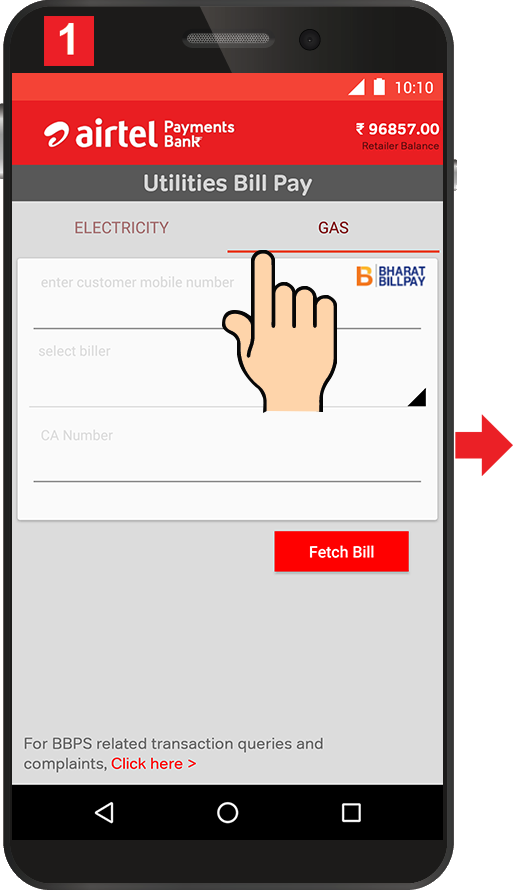 1
10:10
airtel Payments Bank
₹ 96857.00
Retailer Balance
Utilities Bill Pay
ELECTRICITY
GAS
enter customer mobile number
B BHARAT BILLPAY
select biller
CA Number
Fetch Bill
For BBPS related transaction queries and
complaints, Click here >